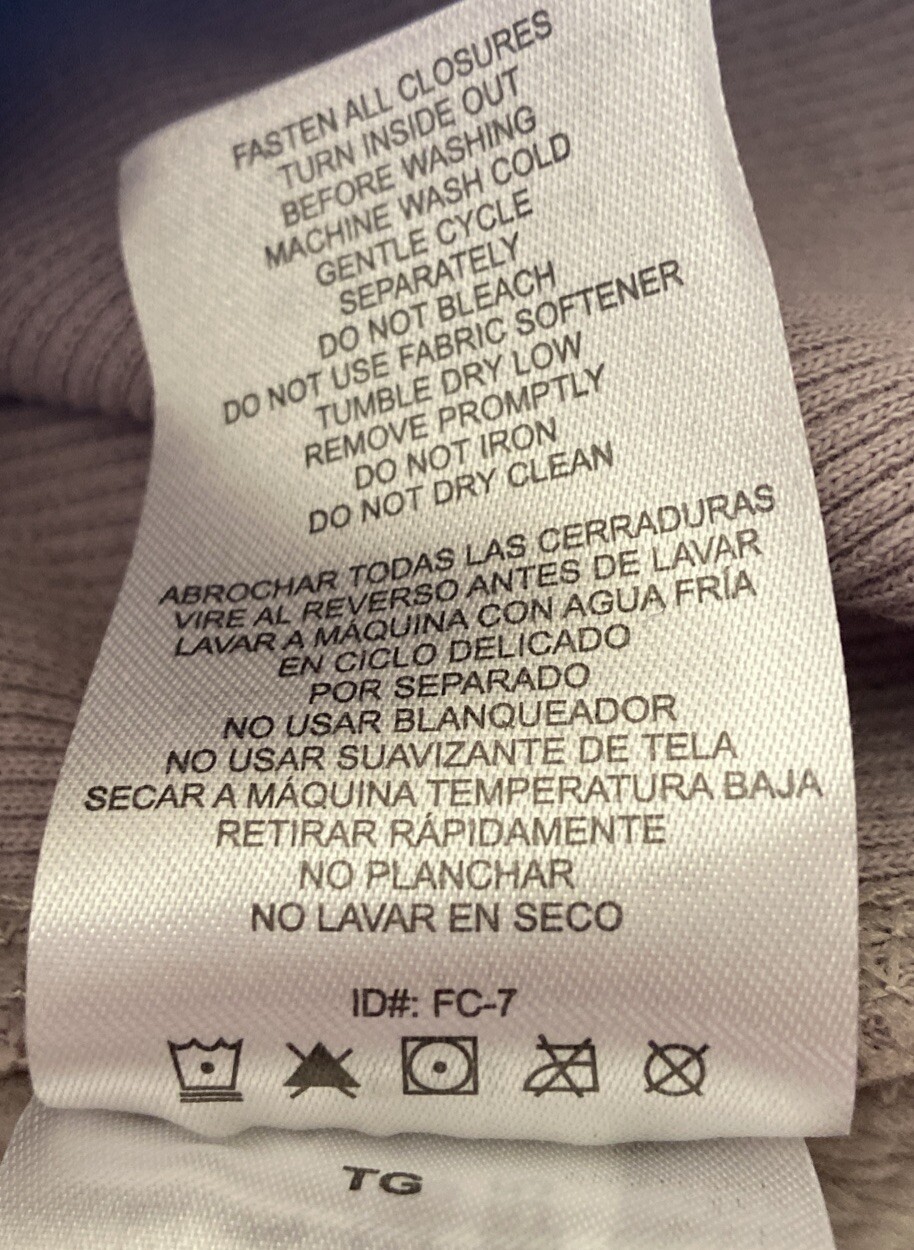 FASTEN ALL CLOSURES
TURN INSIDE OUT
BEFORE WASHING
MACHINE WASH COLD
GENTLE CYCLE
SEPARATELY
DO NOT BLEACH
DO NOT USE FABRIC SOFTENER
TUMBLE DRY LOW
REMOVE PROMPTLY
DO NOT IRON
DO NOT DRY CLEAN
ABROCHAR TODAS LAS CERRADURAS
VIRE AL REVERSO ANTES DE LAVAR
LAVAR A MÁQUINA CON AGUA FRÍA
EN CICLO DELICADO
POR SEPARADO
NO USAR BLANQUEADOR
NO USAR SUAVIZANTE DE TELA
SECAR A MÁQUINA TEMPERATURA BAJA
RETIRAR RÁPIDAMENTE
NO PLANCHAR
NO LAVAR EN SECO
ID#: FC-7
TG